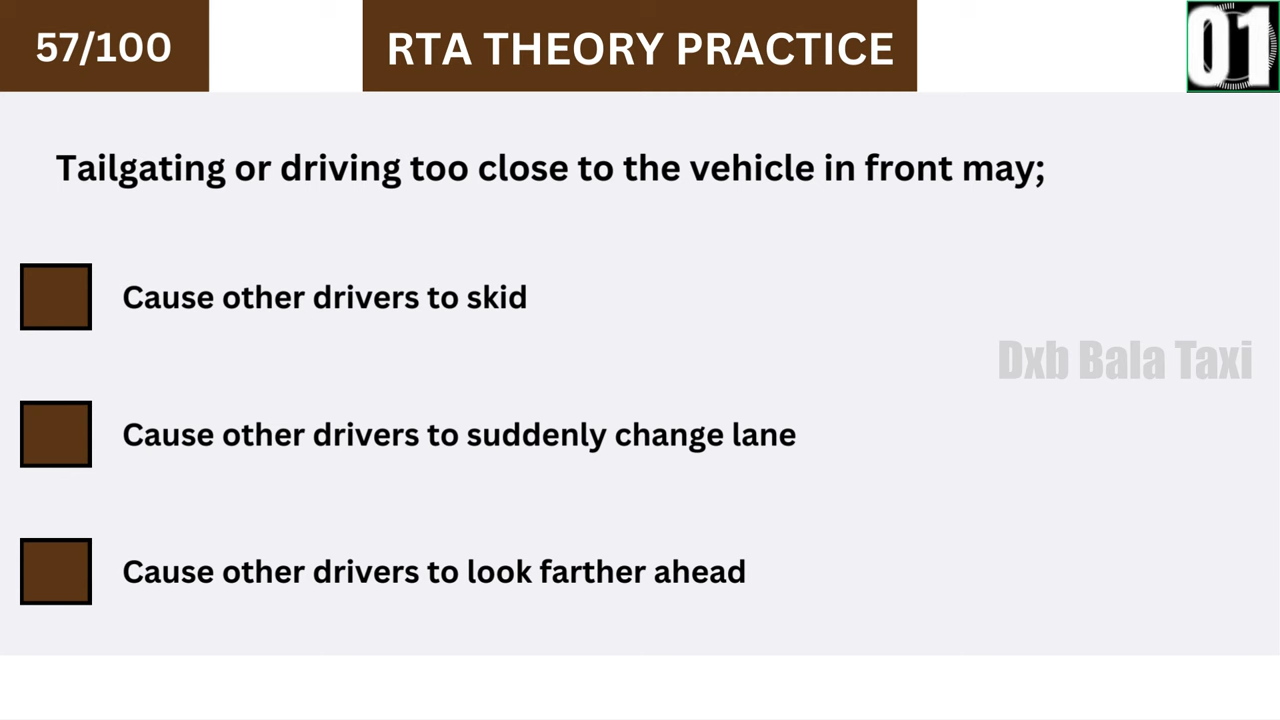 57/100
RTA THEORY PRACTICE
01
Tailgating or driving too close to the vehicle in front may;
Cause other drivers to skid
Dxb Bala Taxi
Cause other drivers to suddenly change lane
Cause other drivers to look farther ahead